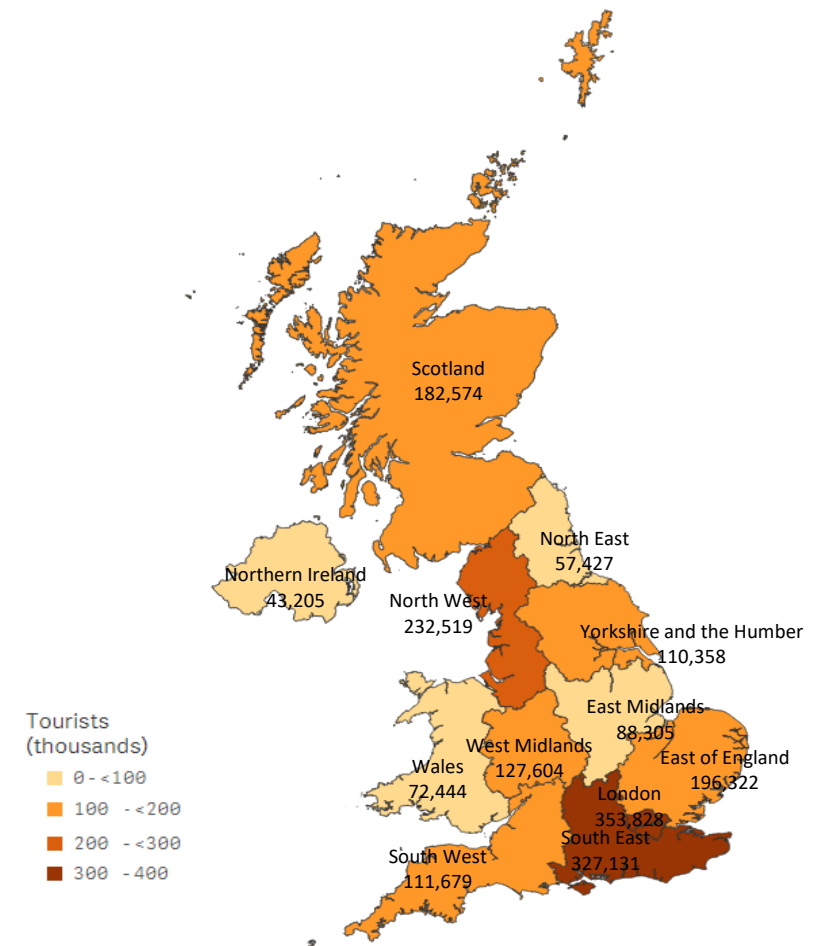 Scotland
182,574
North East
57,427
Northern Ireland
43,205
North West
232,519
Yorkshire and the Humber
110,358
East Midlands
88,305
West Midlands
127,604
East of England
196,322
Wales
72,444
London
353,828
South East
327,131
South West
111,679
Tourists
(thousands)
0-<100
100 -<200
200 -<300
300 -400